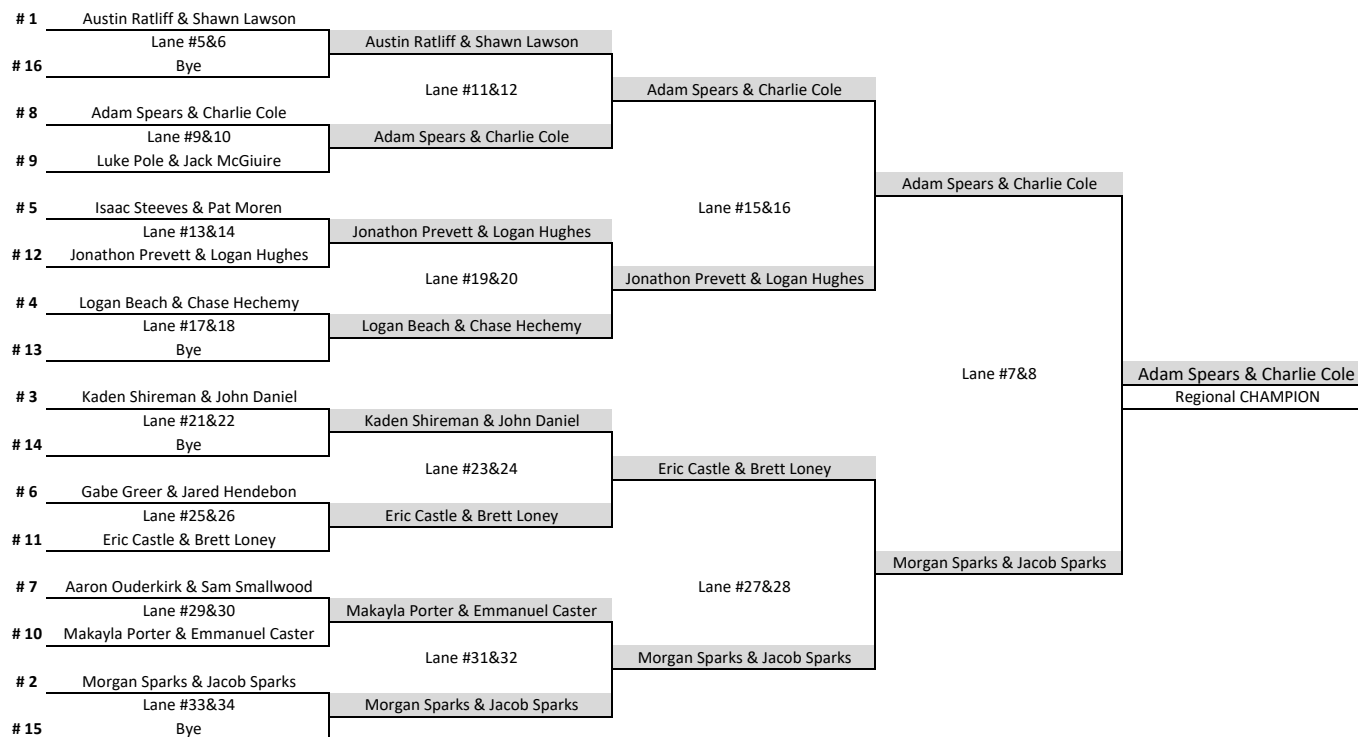 # 1 Austin Ratliff & Shawn Lawson
Lane #5&6
# 16 Bye
# 8 Adam Spears & Charlie Cole
Lane #9&10
# 9 Luke Pole & Jack McGiuire
# 5 Isaac Steeves & Pat Moren
Lane #13&14
# 12 Jonathon Prevett & Logan Hughes
# 4 Logan Beach & Chase Hechemy
Lane #17&18
# 13 Bye
# 3 Kaden Shireman & John Daniel
Lane #21&22
# 14 Bye
# 6 Gabe Greer & Jared Hendebon
Lane #25&26
# 11 Eric Castle & Brett Loney
# 7 Aaron Ouderkirk & Sam Smallwood
Lane #29&30
# 10 Makayla Porter & Emmanuel Caster
# 2 Morgan Sparks & Jacob Sparks
Lane #33&34
# 15 Bye
Austin Ratliff & Shawn Lawson
Lane #11&12
Adam Spears & Charlie Cole
Jonathon Prevett & Logan Hughes
Lane #19&20
Logan Beach & Chase Hechemy
Kaden Shireman & John Daniel
Lane #23&24
Eric Castle & Brett Loney
Makayla Porter & Emmanuel Caster
Lane #31&32
Morgan Sparks & Jacob Sparks
Adam Spears & Charlie Cole
Lane #15&16
Jonathon Prevett & Logan Hughes
Eric Castle & Brett Loney
Lane #27&28
Morgan Sparks & Jacob Sparks
Adam Spears & Charlie Cole
Lane #7&8
Morgan Sparks & Jacob Sparks
Adam Spears & Charlie Cole
Regional CHAMPION